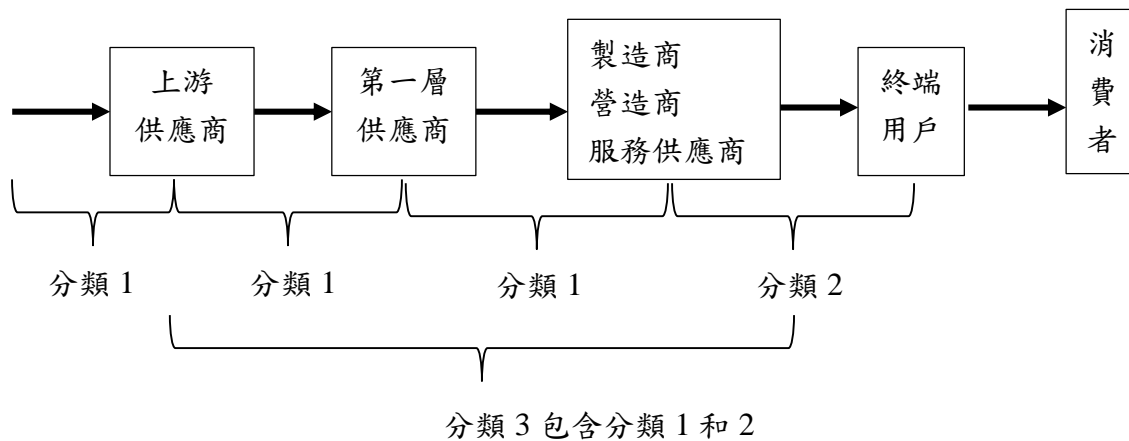 上游
供應商
第一層
供應商
製造商
營造商
服務供應商
終端
用戶
消
費
者
分類 1
分類 1
分類 1
分類 2
分類 3 包含分類 1 和 2